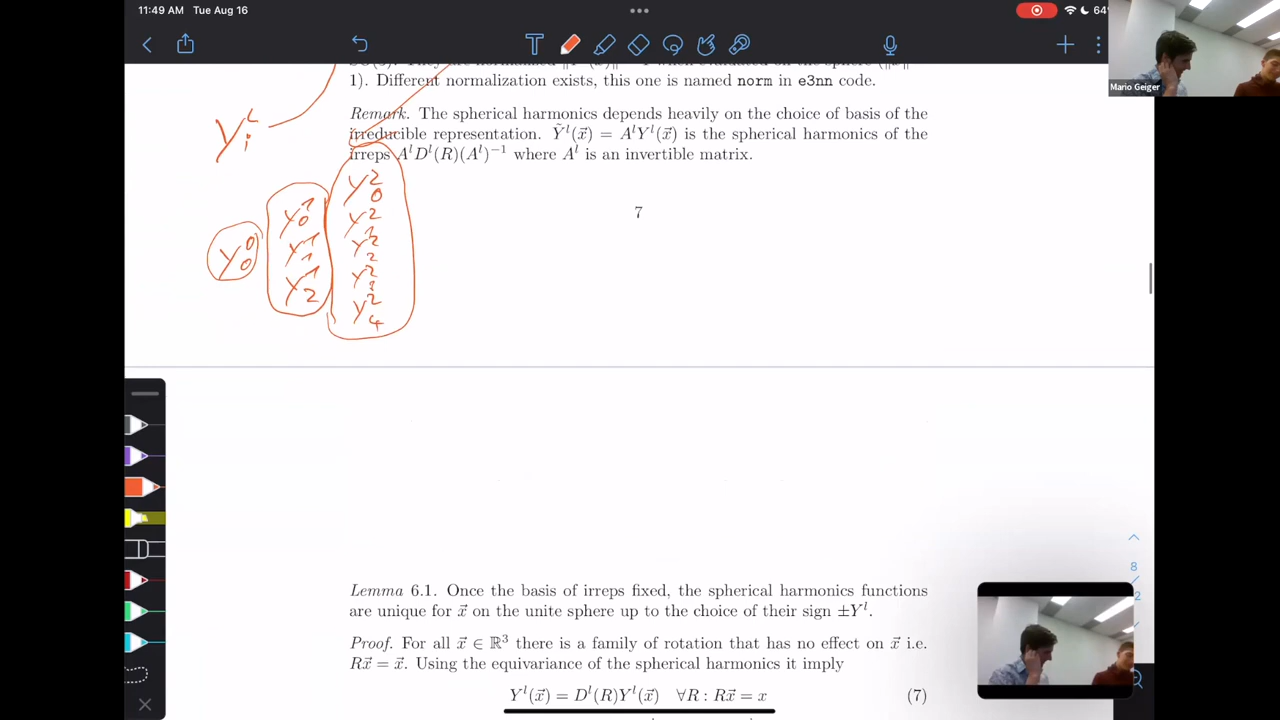 11:49 AM Tue Aug 16
64
Mario Geiger
1). Different normalization exists, this one is named norm in e3nn code.
Remark. The spherical harmonics depends heavily on the choice of basis of the
irreducible representation. Ỹ^l(x⃗) = A^l Y^l(x⃗) is the spherical harmonics of the
irreps A^l D^l(R)(A^l)^−1 where A^l is an invertible matrix.
7
Y^l_i
Y^0_0
Y^1_0
Y^1_1
Y^1_2
Y^2_0
Y^2_1
Y^2_2
Y^2_3
Y^2_4
8
/
2
Lemma 6.1. Once the basis of irreps fixed, the spherical harmonics functions
are unique for x⃗ on the unite sphere up to the choice of their sign ±Y^l.
Proof. For all x⃗ ∈ ℝ^3 there is a family of rotation that has no effect on x⃗ i.e.
Rx⃗ = x⃗. Using the equivariance of the spherical harmonics it imply
Y^l(x⃗) = D^l(R)Y^l(x⃗) ∀R : Rx⃗ = x (7)